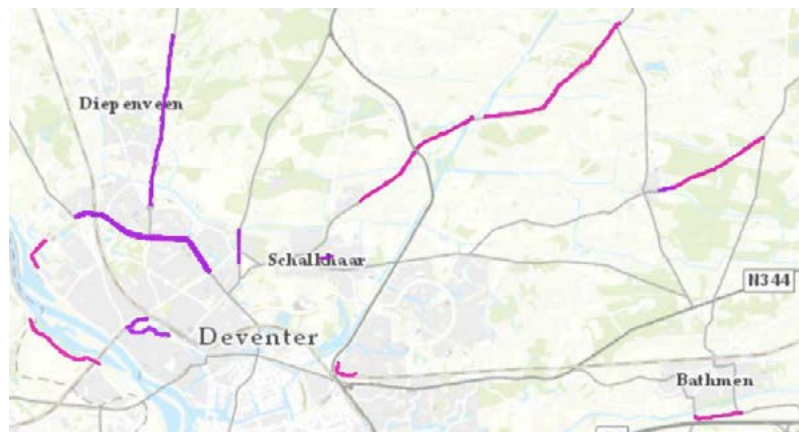 Diepenveen
Schalkhaar
N344
Deventer
Bathmen